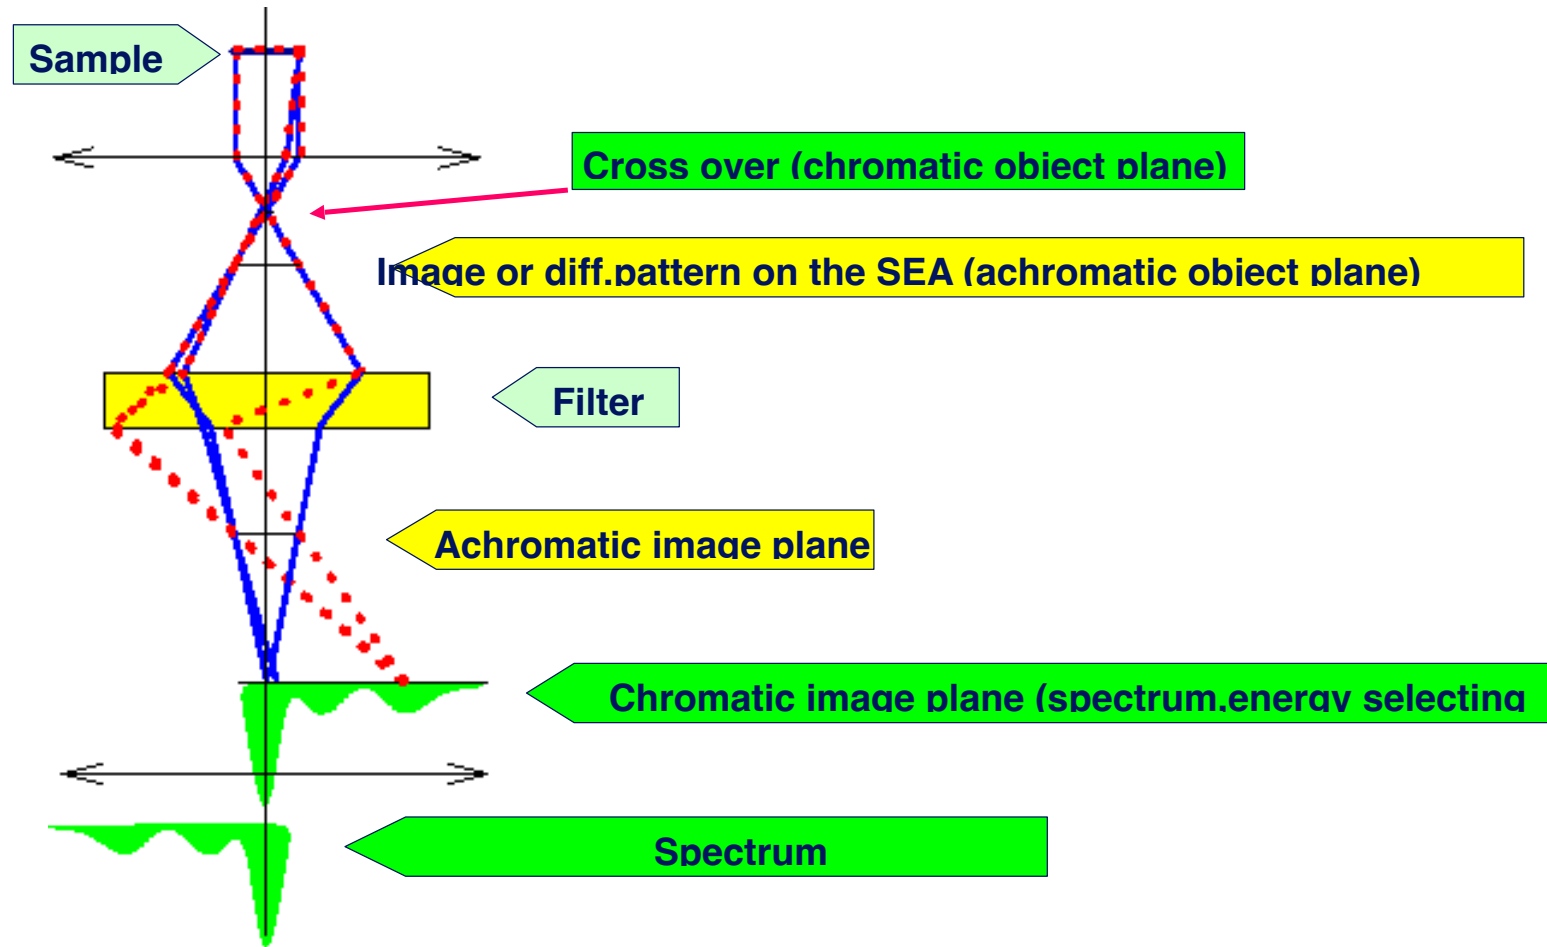 Sample
Cross over (chromatic object plane)
Image or diff.pattern on the SEA (achromatic object plane)
Filter
Achromatic image plane
Chromatic image plane (spectrum,energy selecting
Spectrum